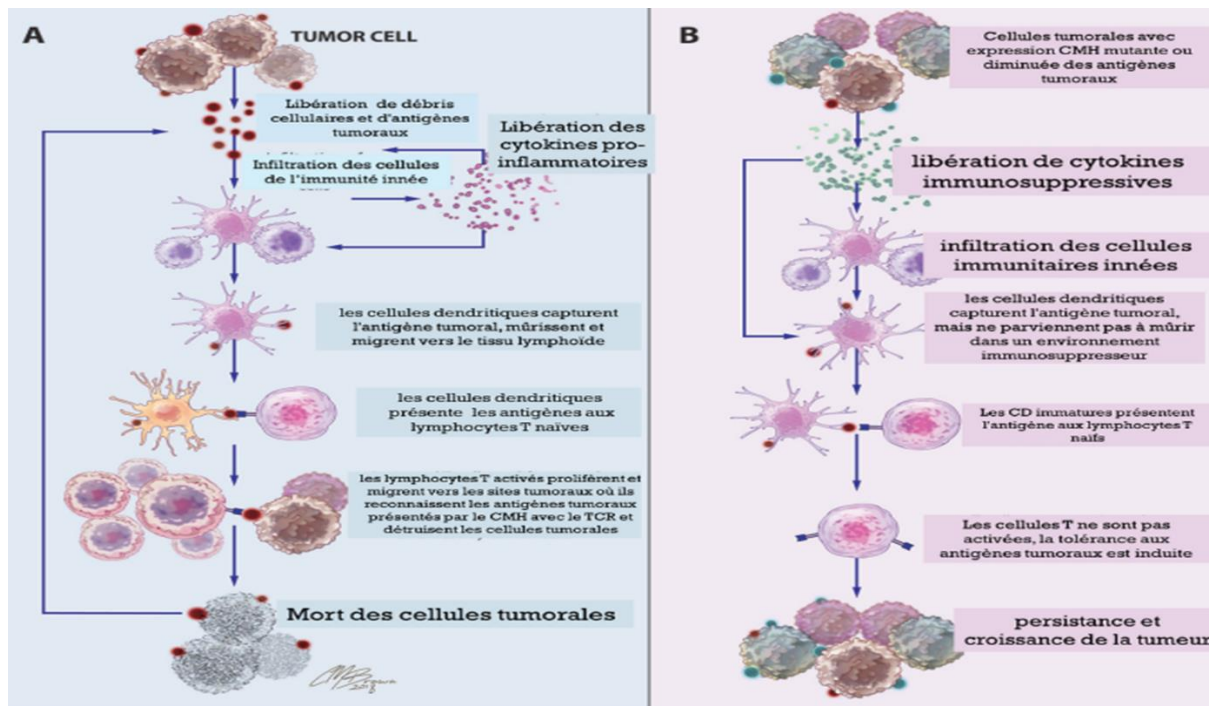 A
TUMOR CELL
Libération de débris
cellulaires et d'antigènes
tumoraux
Libération des
cytokines pro-
inflammatoires
Infiltration des cellules
de l'immunité innée
les cellules dendritiques capturent
l'antigène tumoral, mûrissent et
migrent vers le tissu lymphoïde
les cellules dendritiques
présente les antigènes aux
lymphocytes T naïves
les lymphocytes T activés prolifèrent et
migrent vers les sites tumoraux où ils
reconnaissent les antigènes tumoraux
présentés par le CMH avec le TCR et
détruisent les cellules tumorales
Mort des cellules tumorales
B
Cellules tumorales avec
expression CMH mutante ou
diminuée des antigènes
tumoraux
libération de cytokines
immunosuppressives
infiltration des cellules
immunitaires innées
les cellules dendritiques
capturent l'antigène tumoral,
mais ne parviennent pas à mûrir
dans un environnement
immunosuppresseur
Les CD immatures présentent
l'antigène aux lymphocytes T
naïfs
Les cellules T ne sont pas
activées, la tolérance aux
antigènes tumoraux est induite
persistance et
croissance de la tumeur